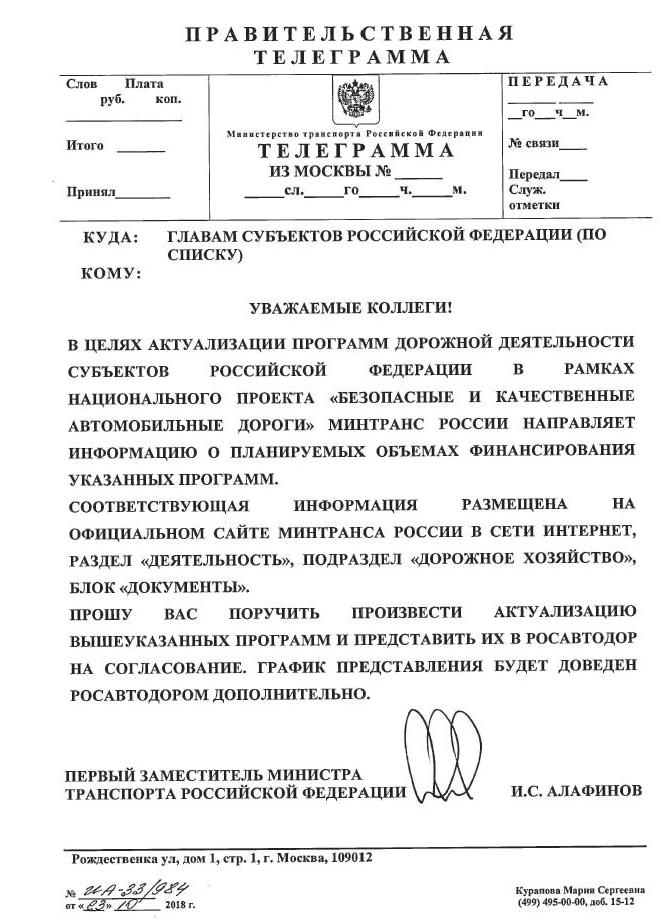 ПРАВИТЕЛЬСТВЕННАЯ
ТЕЛЕГРАММА
Слов Плата
руб. коп.
Итого ______
Принял________
Министерство транспорта Российской Федерации
ТЕЛЕГРАММА
ИЗ МОСКВЫ № ______
_____сл._____го_____ч._____м.
ПЕРЕДАЧА
__го___ч__м.
№ связи____
Передал____
Служ.
отметки
КУДА: ГЛАВАМ СУБЪЕКТОВ РОССИЙСКОЙ ФЕДЕРАЦИИ (ПО
СПИСКУ)
КОМУ:
УВАЖАЕМЫЕ КОЛЛЕГИ!
В ЦЕЛЯХ АКТУАЛИЗАЦИИ ПРОГРАММ ДОРОЖНОЙ ДЕЯТЕЛЬНОСТИ
СУБЪЕКТОВ РОССИЙСКОЙ ФЕДЕРАЦИИ В РАМКАХ
НАЦИОНАЛЬНОГО ПРОЕКТА «БЕЗОПАСНЫЕ И КАЧЕСТВЕННЫЕ
АВТОМОБИЛЬНЫЕ ДОРОГИ» МИНТРАНС РОССИИ НАПРАВЛЯЕТ
ИНФОРМАЦИЮ О ПЛАНИРУЕМЫХ ОБЪЕМАХ ФИНАНСИРОВАНИЯ
УКАЗАННЫХ ПРОГРАММ.
СООТВЕТСТВУЮЩАЯ ИНФОРМАЦИЯ РАЗМЕЩЕНА НА
ОФИЦИАЛЬНОМ САЙТЕ МИНТРАНСА РОССИИ В СЕТИ ИНТЕРНЕТ,
РАЗДЕЛ «ДЕЯТЕЛЬНОСТЬ», ПОДРАЗДЕЛ «ДОРОЖНОЕ ХОЗЯЙСТВО»,
БЛОК «ДОКУМЕНТЫ».
ПРОШУ ВАС ПОРУЧИТЬ ПРОИЗВЕСТИ АКТУАЛИЗАЦИЮ
ВЫШЕУКАЗАННЫХ ПРОГРАММ И ПРЕДСТАВИТЬ ИХ В РОСАВТОДОР
НА СОГЛАСОВАНИЕ. ГРАФИК ПРЕДСТАВЛЕНИЯ БУДЕТ ДОВЕДЕН
РОСАВТОДОРОМ ДОПОЛНИТЕЛЬНО.
ПЕРВЫЙ ЗАМЕСТИТЕЛЬ МИНИСТРА
ТРАНСПОРТА РОССИЙСКОЙ ФЕДЕРАЦИИ И.С. АЛАФИНОВ
Рождественка ул, дом 1, стр. 1, г. Москва, 109012
№ ИА-33/984
от «23» 10 2018 г.
Курапова Мария Сергеевна
(499) 495-00-00, доб. 15-12